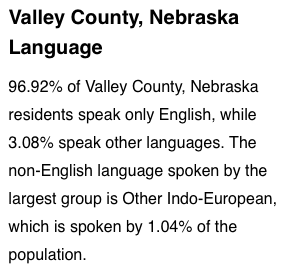 Valley County, Nebraska
Language
96.92% of Valley County, Nebraska
residents speak only English, while
3.08% speak other languages. The
non-English language spoken by the
largest group is Other Indo-European,
which is spoken by 1.04% of the
population.